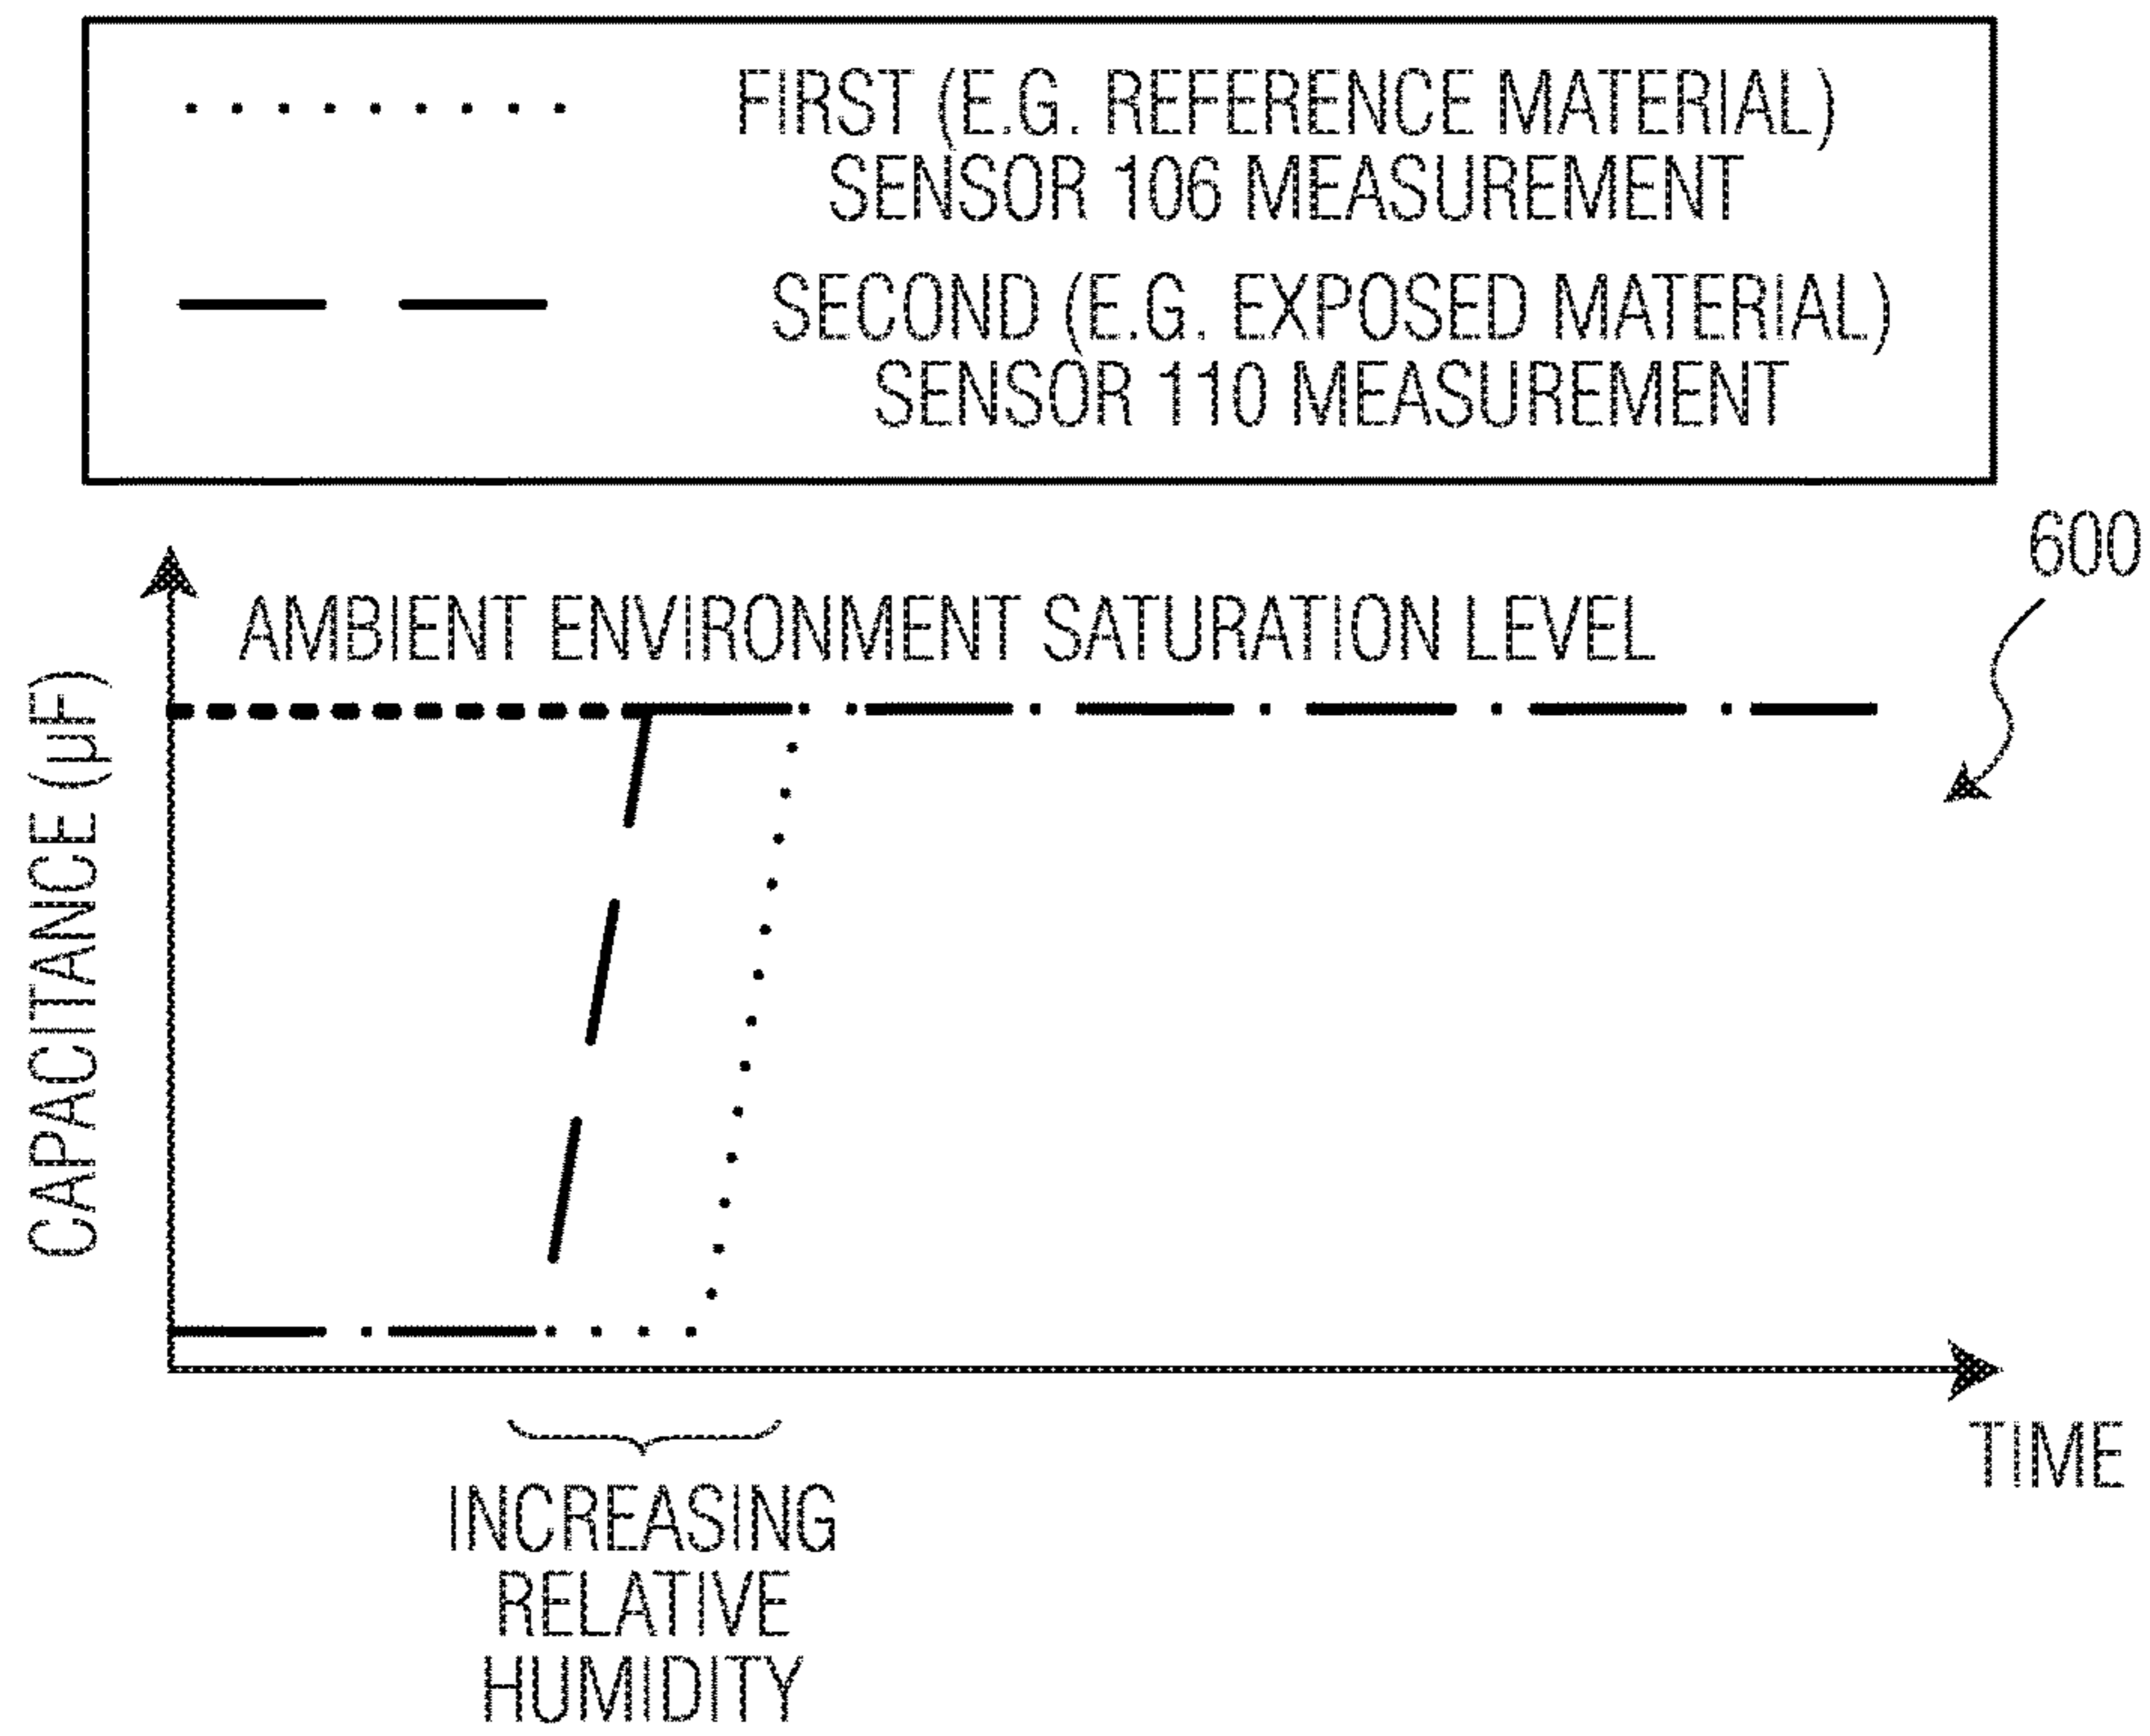 FIRST (E.G. REFERENCE MATERIAL)
SENSOR 106 MEASUREMENT
SECOND (E.G. EXPOSED MATERIAL)
SENSOR 110 MEASUREMENT
600
AMBIENT ENVIRONMENT SATURATION LEVEL
CAPACITANCE (µF)
TIME
INCREASING
RELATIVE
HUMIDITY